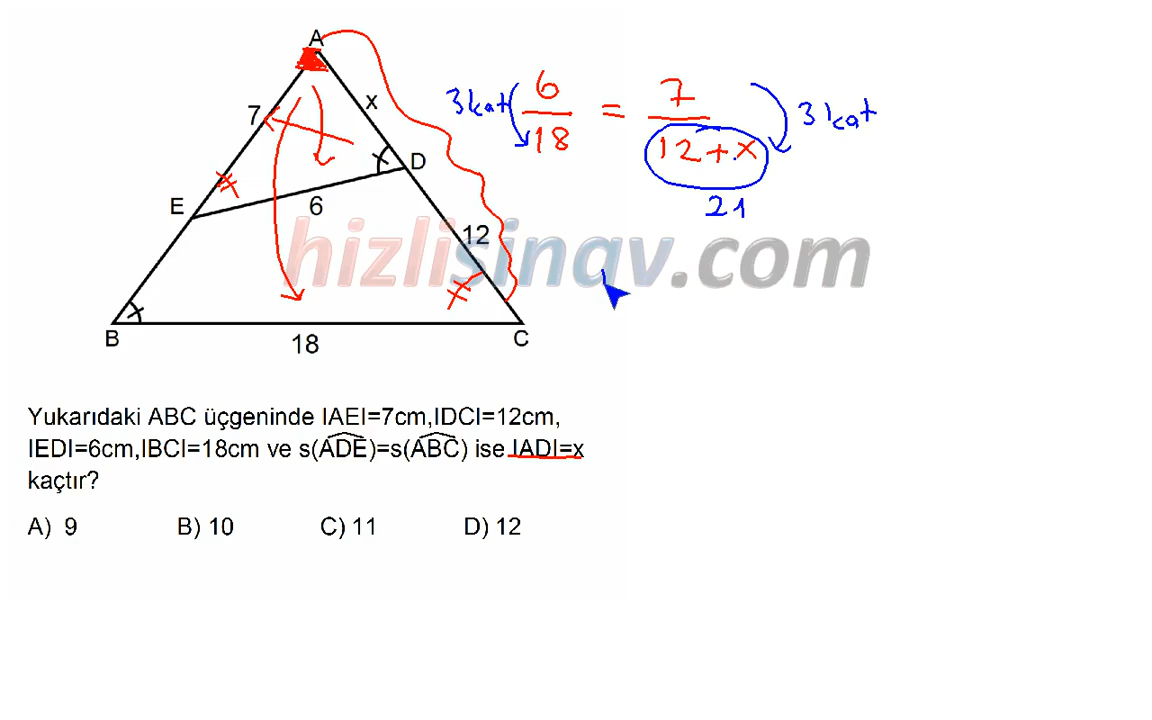 A
7
x
D
E
6
12
B
18
C
3kat
6
18
=
7
12+x
21
3kat
hizlisinav.com
Yukarıdaki ABC üçgeninde IAEI=7cm,IDCI=12cm,
IEDI=6cm,IBCI=18cm ve s(ADE)=s(ABC) ise IADI=x
kaçtır?
A) 9 B) 10 C) 11 D) 12